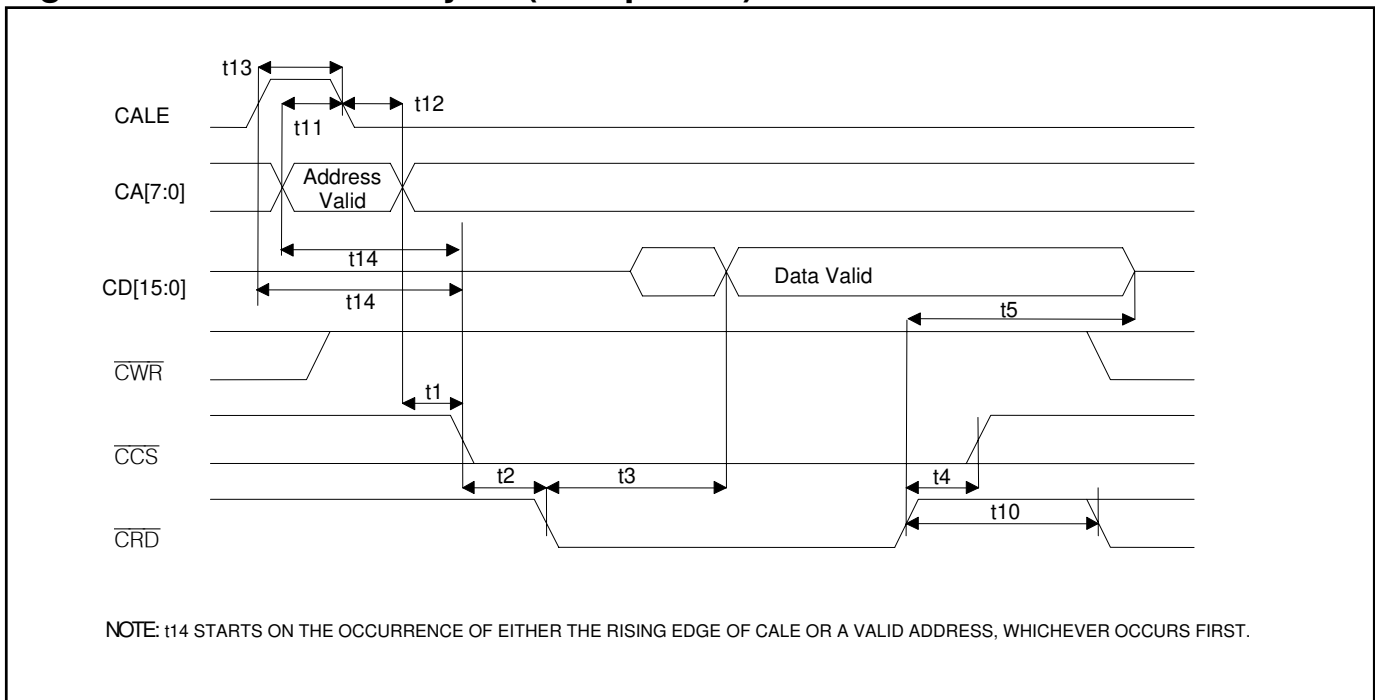 t13
CALE
t12
t11
CA[7:0]
Address
Valid
t14
CD[15:0]
Data Valid
t14
t5
CWR
t1
CCS
t2
t3
t4
t10
CRD
NOTE: t14 STARTS ON THE OCCURRENCE OF EITHER THE RISING EDGE OF CALE OR A VALID ADDRESS, WHICHEVER OCCURS FIRST.